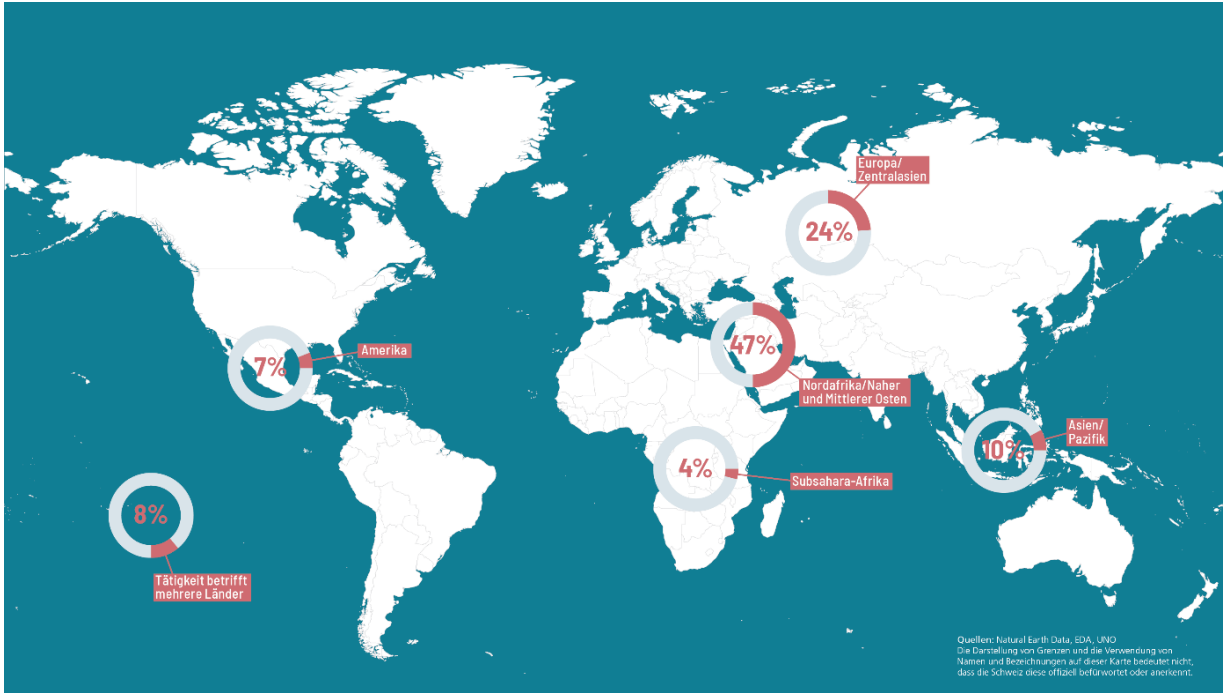 Europa/
Zentralasien
24%
47%
Nordafrika/Naher
und Mittlerer Osten
7%
Amerika
Asien/
Pazifik
10%
4%
Subsahara-Afrika
8%
Tätigkeit betrifft
mehrere Länder
Quellen: Natural Earth Data, EDA, UNO
Die Darstellung von Grenzen und die Verwendung von
Namen und Bezeichnungen auf dieser Karte bedeutet nicht,
dass die Schweiz diese offiziell befürwortet oder anerkennt.